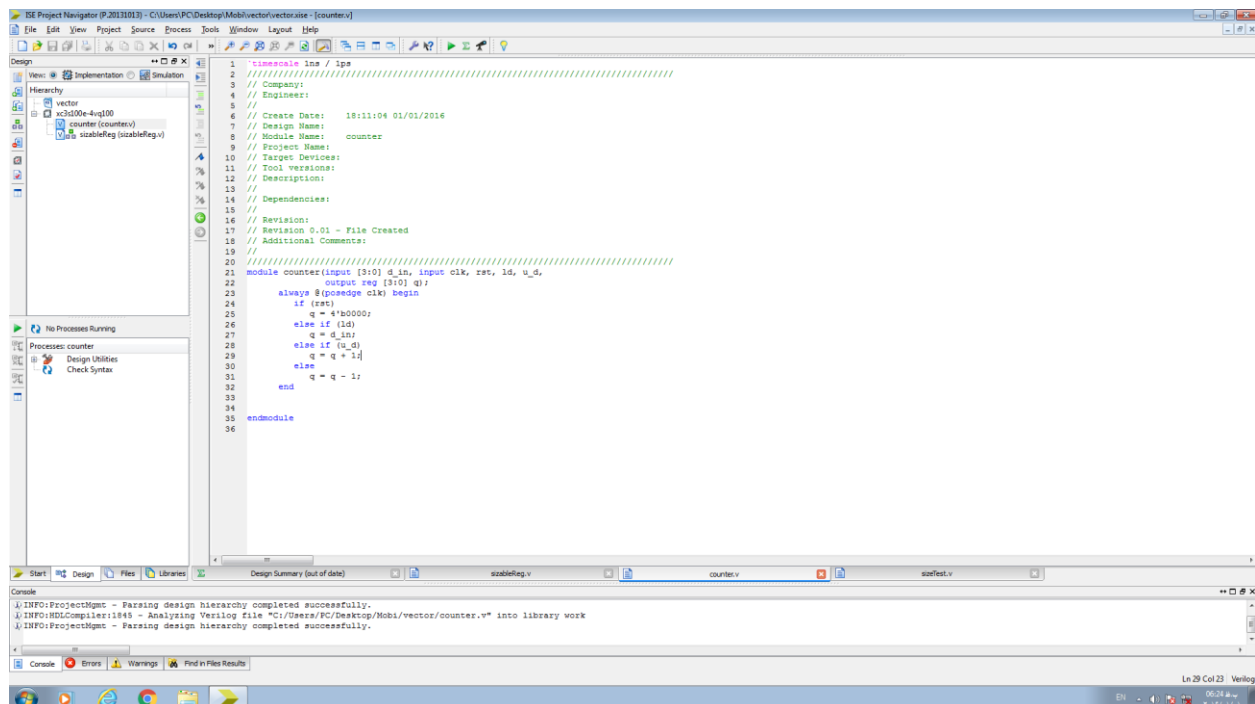 ISE Project Navigator (P.20131013) - C:\Users\PC\Desktop\Mobi\vector\vector.xise - [counter.v]
File Edit View Project Source Process Tools Window Layout Help
Design
View: Implementation Simulation
Hierarchy
vector
xc3s100e-4vq100
counter (counter.v)
sizableReg (sizableReg.v)
No Processes Running
Processes: counter
Design Utilities
Check Syntax
Start Design Files Libraries
1 `timescale 1ns / 1ps
2 //////////////////////////////////////////////////////////////////////////////////
3 // Company:
4 // Engineer:
5 //
6 // Create Date: 18:11:04 01/01/2016
7 // Design Name:
8 // Module Name: counter
9 // Project Name:
10 // Target Devices:
11 // Tool versions:
12 // Description:
13 //
14 // Dependencies:
15 //
16 // Revision:
17 // Revision 0.01 - File Created
18 // Additional Comments:
19 //
20 //////////////////////////////////////////////////////////////////////////////////
21 module counter(input [3:0] d_in, input clk, rst, ld, u_d,
22 output reg [3:0] q);
23 always @(posedge clk) begin
24 if (rst)
25 q = 4'b0000;
26 else if (ld)
27 q = d_in;
28 else if (u_d)
29 q = q + 1;
30 else
31 q = q - 1;
32 end
33
34
35 endmodule
36
Design Summary (out of date) sizableReg.v counter.v sizeTest.v
Console
INFO:ProjectMgmt - Parsing design hierarchy completed successfully.
INFO:HDLCompiler:1845 - Analyzing Verilog file "C:/Users/PC/Desktop/Mobi/vector/counter.v" into library work
INFO:ProjectMgmt - Parsing design hierarchy completed successfully.
Console Errors Warnings Find in Files Results
Ln 29 Col 23 Verilog
EN 06:24